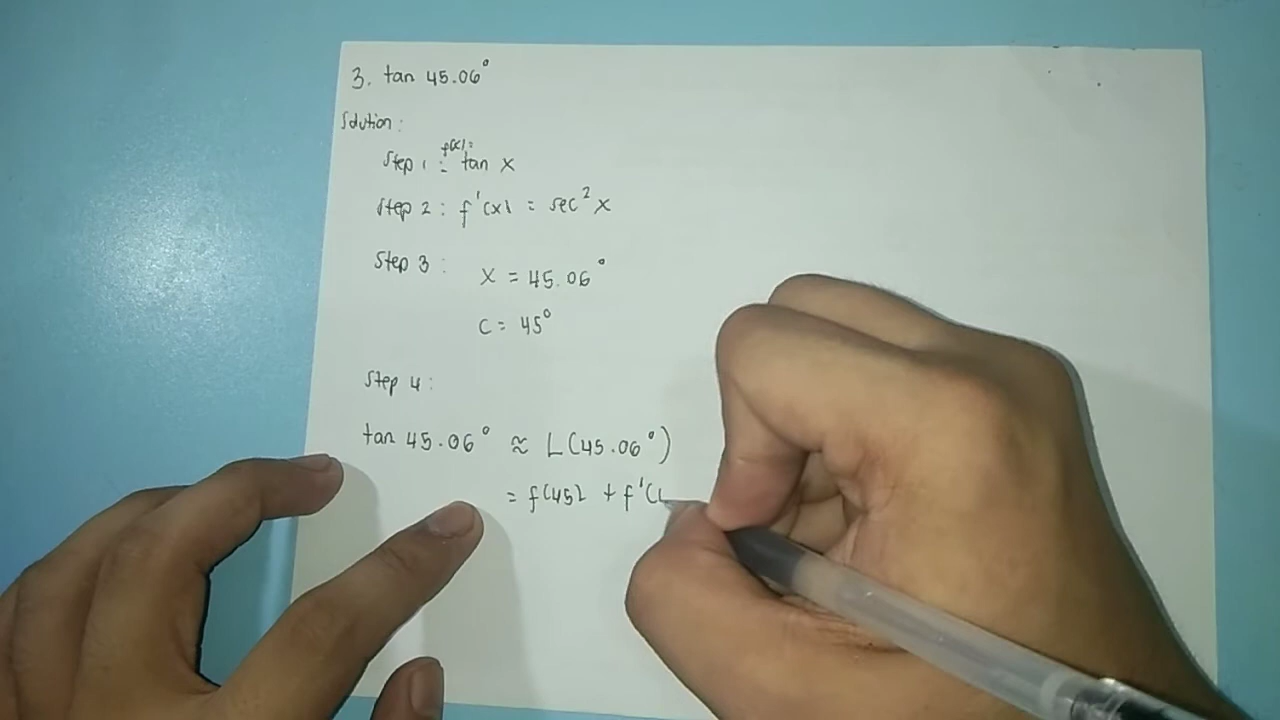 3. tan 45.06°
Solution:
f(x)=
Step 1: tan x
Step 2: f'(x) = sec² x
Step 3: x = 45.06°
c = 45°
Step 4:
tan 45.06° ≈ L(45.06°)
= f(45) + f'(